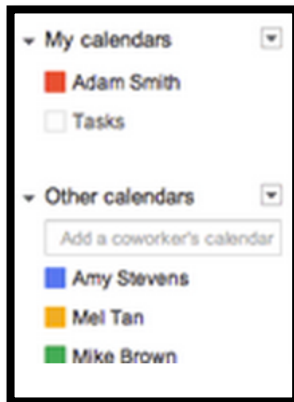 My calendars
Adam Smith
Tasks
Other calendars
Add a coworker's calendar
Amy Stevens
Mel Tan
Mike Brown